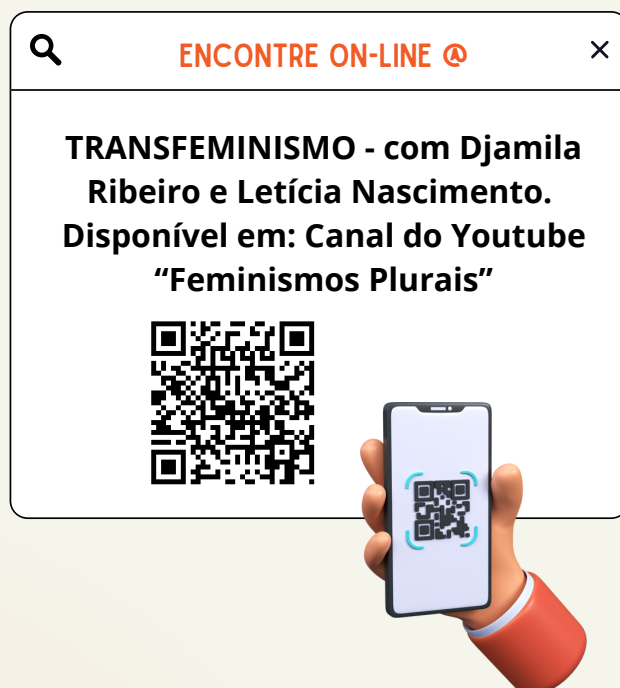 ENCONTRE ON-LINE @
TRANSFEMINISMO - com Djamila
Ribeiro e Letícia Nascimento.
Disponível em: Canal do Youtube
“Feminismos Plurais”